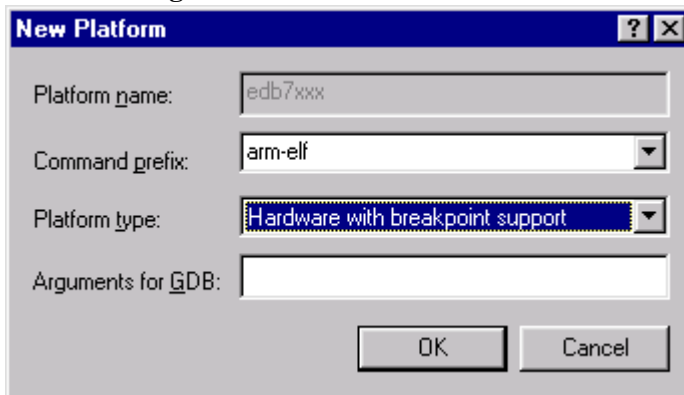 New Platform
Platform name: edb7xxx
Command prefix: arm-elf
Platform type: Hardware with breakpoint support
Arguments for GDB:
OK Cancel